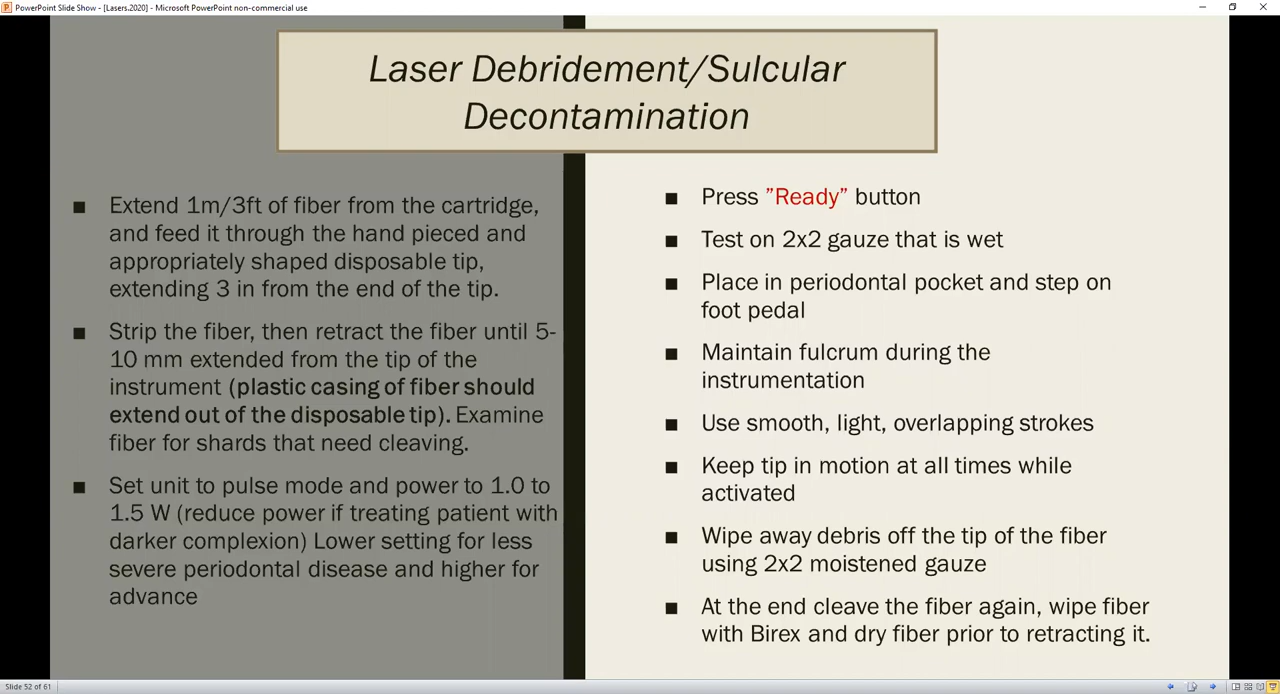 PowerPoint Slide Show - [Lasers.2020] - Microsoft PowerPoint non-commercial use
Laser Debridement/Sulcular
Decontamination
■ Extend 1m/3ft of fiber from the cartridge,
and feed it through the hand pieced and
appropriately shaped disposable tip,
extending 3 in from the end of the tip.
■ Strip the fiber, then retract the fiber until 5-
10 mm extended from the tip of the
instrument (plastic casing of fiber should
extend out of the disposable tip). Examine
fiber for shards that need cleaving.
■ Set unit to pulse mode and power to 1.0 to
1.5 W (reduce power if treating patient with
darker complexion) Lower setting for less
severe periodontal disease and higher for
advance
■ Press ”Ready” button
■ Test on 2x2 gauze that is wet
■ Place in periodontal pocket and step on
foot pedal
■ Maintain fulcrum during the
instrumentation
■ Use smooth, light, overlapping strokes
■ Keep tip in motion at all times while
activated
■ Wipe away debris off the tip of the fiber
using 2x2 moistened gauze
■ At the end cleave the fiber again, wipe fiber
with Birex and dry fiber prior to retracting it.
Slide 52 of 61